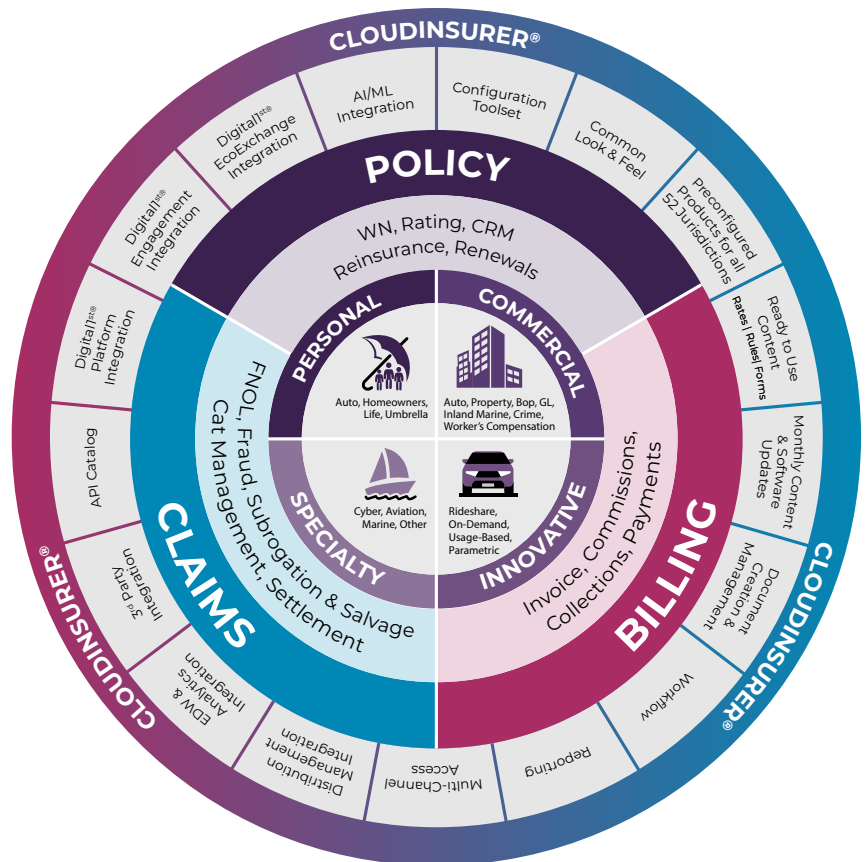 CLOUDINSURER®
AI/ML
Integration
Configuration
Toolset
Common
Look & Feel
Preconfigured
Products for all
52 Jurisdictions
Ready to Use
Content
Rates | Rules| Forms
Monthly Content
& Software
Updates
Document
Creation &
Management
Workflow
Reporting
Multi-Channel
Access
Distribution
Management
Integration
EDW &
Analytics
Integration
3rd Party
Integration
API Catalog
Digital1st®
Platform
Integration
Digital1st®
Engagement
Integration
Digital1st®
EcoExchange
Integration
CLOUDINSURER®
CLOUDINSURER®
POLICY
WN, Rating, CRM
Reinsurance, Renewals
BILLING
Invoice, Commissions,
Collections, Payments
CLAIMS
FNOL, Fraud, Subrogation & Salvage
Cat Management, Settlement
PERSONAL
Auto, Homeowners,
Life, Umbrella
COMMERCIAL
Auto, Property, Bop, GL,
Inland Marine, Crime,
Worker's Compensation
SPECIALTY
Cyber, Aviation,
Marine, Other
INNOVATIVE
Rideshare,
On-Demand,
Usage-Based,
Parametric